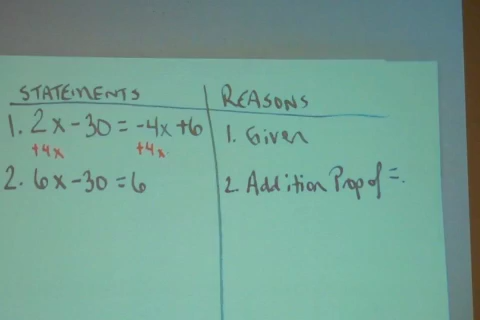 STATEMENTS REASONS
1. 2x - 30 = -4x + 6 1. Given
+4x +4x
2. 6x - 30 = 6 2. Addition Prop of =.